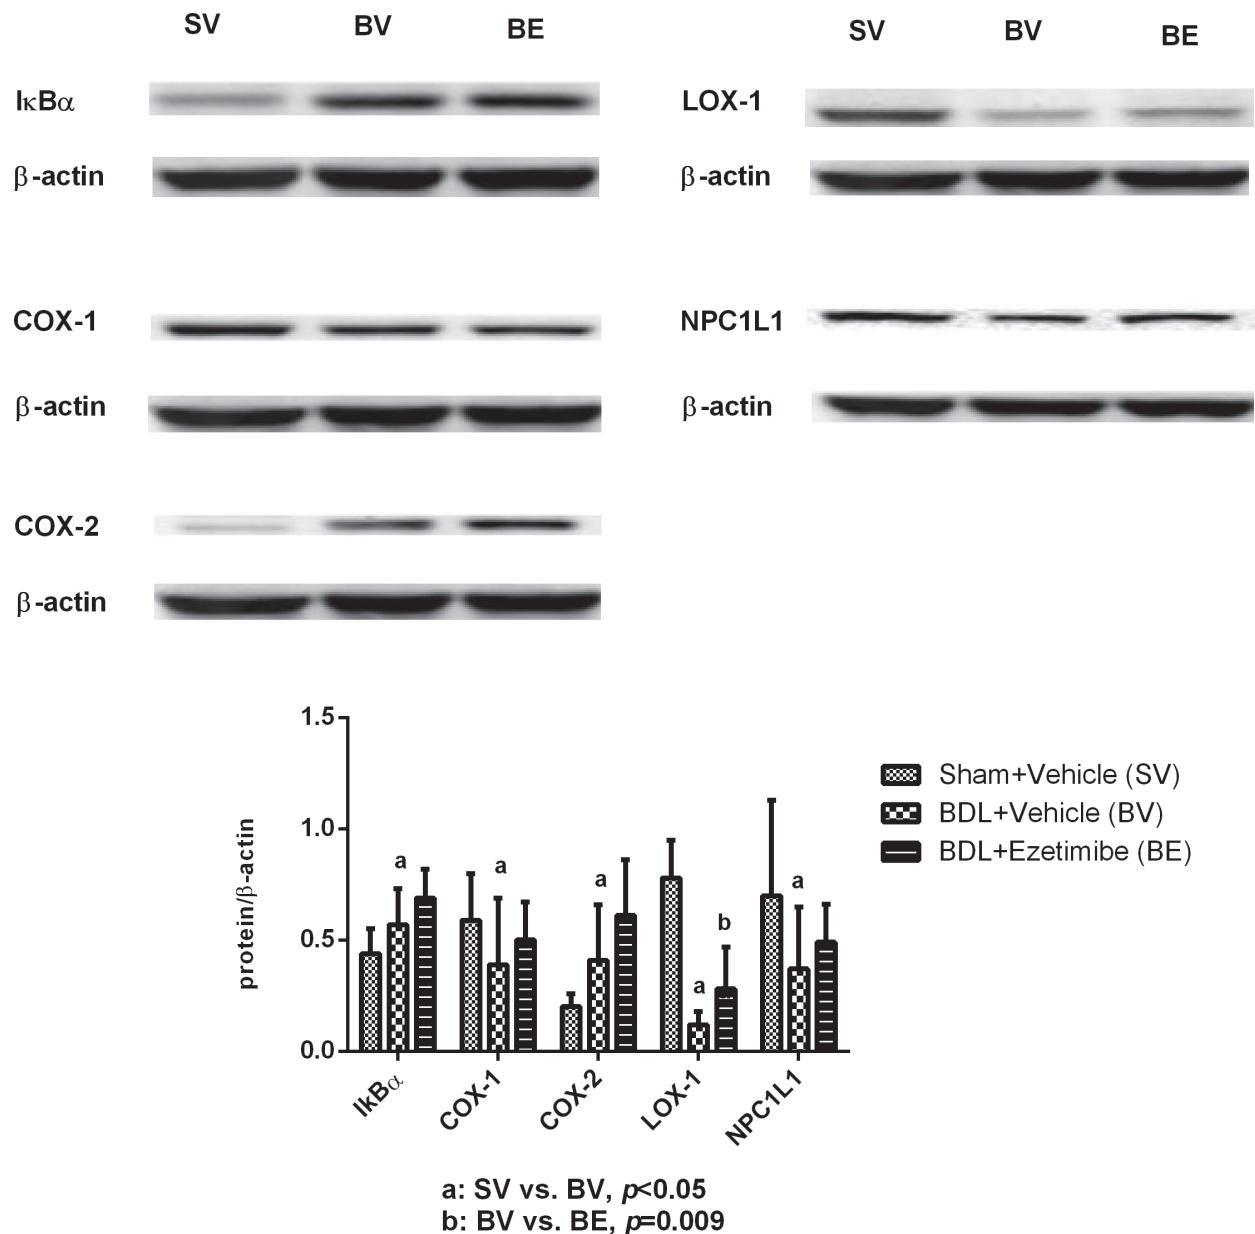 SV BV BE
IκBα
β-actin
COX-1
β-actin
COX-2
β-actin
SV BV BE
LOX-1
β-actin
NPC1L1
β-actin
1.5
1.0
0.5
0.0
protein/β-actin
a
a
a
a
b
a
IkBα
COX-1
COX-2
LOX-1
NPC1L1
Sham+Vehicle (SV)
BDL+Vehicle (BV)
BDL+Ezetimibe (BE)
a: SV vs. BV, p<0.05
b: BV vs. BE, p=0.009